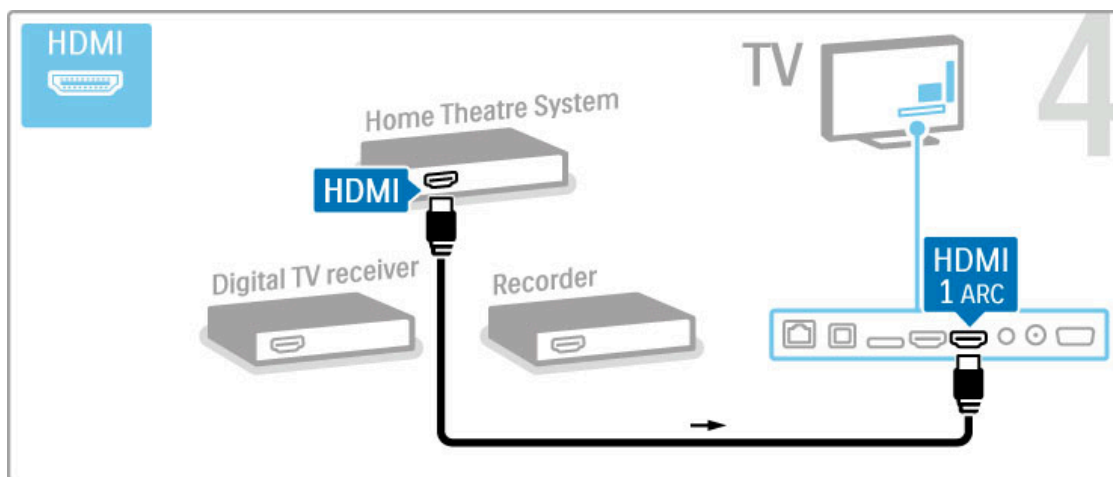 HDMI
TV
4
Home Theatre System
HDMI
Digital TV receiver
Recorder
HDMI
1 ARC